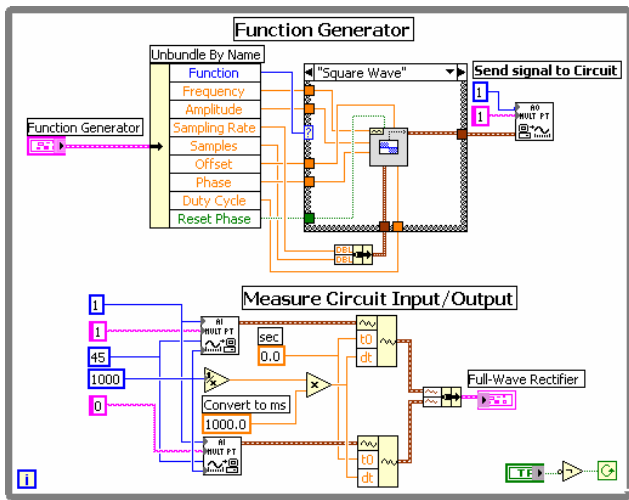 Function Generator
Unbundle By Name
Function
Frequency
Amplitude
Sampling Rate
Samples
Offset
Phase
Duty Cycle
Reset Phase
Function Generator
"Square Wave"
?
DBL
DBL
Send signal to Circuit
1
1
AO
MULT PT
Measure Circuit Input/Output
1
1
45
1000
0
AI
MULT PT
sec
0.0
Convert to ms
1000.0
AI
MULT PT
t0
dt
t0
dt
Full-Wave Rectifier
i
TF